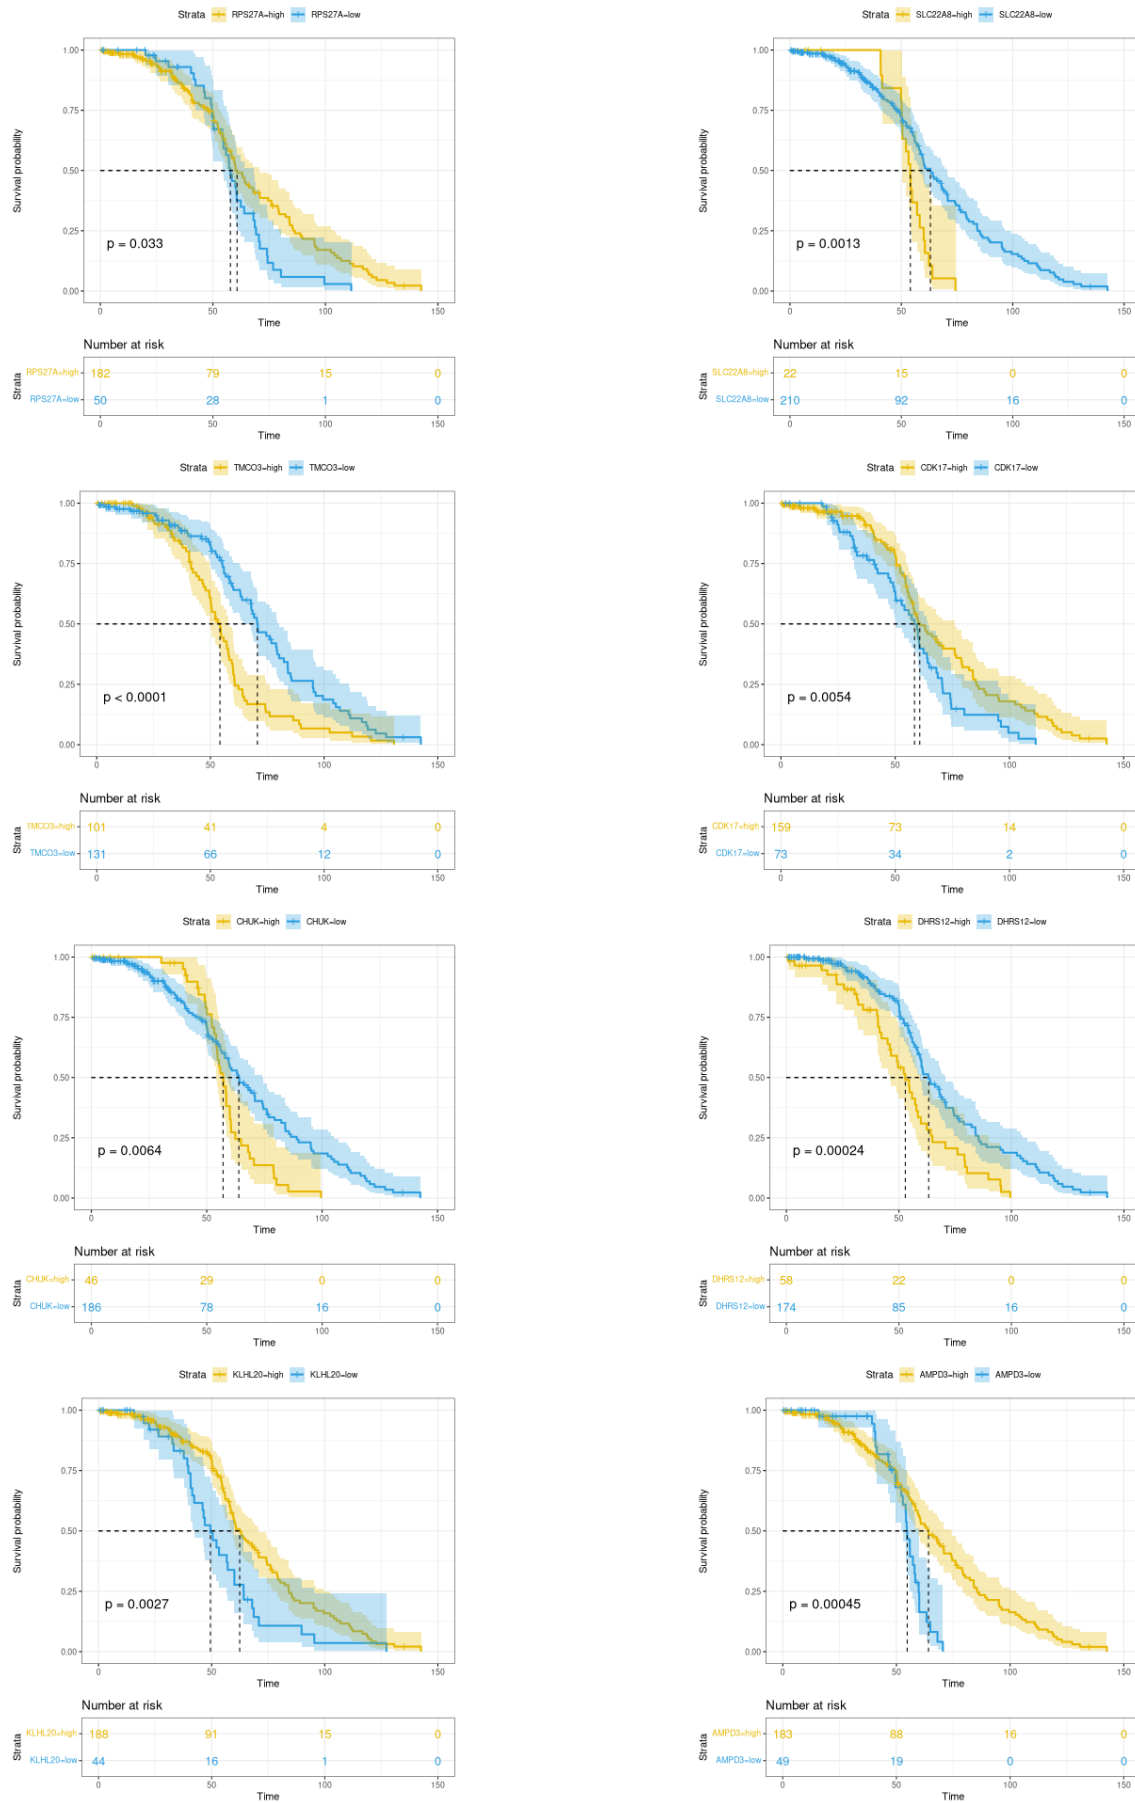 Strata RPS27A=high RPS27A=low
Survival probability
1.00
0.75
0.50
0.25
0.00
p = 0.033
0 50 100 150
Time
Number at risk
Strata
RPS27A=high 182 79 15 0
RPS27A=low 50 28 1 0
0 50 100 150
Time
Strata SLC22A8=high SLC22A8=low
Survival probability
1.00
0.75
0.50
0.25
0.00
p = 0.0013
0 50 100 150
Time
Number at risk
Strata
SLC22A8=high 22 15 0 0
SLC22A8=low 210 92 16 0
0 50 100 150
Time
Strata TMCO3=high TMCO3=low
Survival probability
1.00
0.75
0.50
0.25
0.00
p < 0.0001
0 50 100 150
Time
Number at risk
Strata
TMCO3=high 101 41 4 0
TMCO3=low 131 66 12 0
0 50 100 150
Time
Strata CDK17=high CDK17=low
Survival probability
1.00
0.75
0.50
0.25
0.00
p = 0.0054
0 50 100 150
Time
Number at risk
Strata
CDK17=high 159 73 14 0
CDK17=low 73 34 2 0
0 50 100 150
Time
Strata CHUK=high CHUK=low
Survival probability
1.00
0.75
0.50
0.25
0.00
p = 0.0064
0 50 100 150
Time
Number at risk
Strata
CHUK=high 46 29 0 0
CHUK=low 186 78 16 0
0 50 100 150
Time
Strata DHRS12=high DHRS12=low
Survival probability
1.00
0.75
0.50
0.25
0.00
p = 0.00024
0 50 100 150
Time
Number at risk
Strata
DHRS12=high 58 22 0 0
DHRS12=low 174 85 16 0
0 50 100 150
Time
Strata KLHL20=high KLHL20=low
Survival probability
1.00
0.75
0.50
0.25
0.00
p = 0.0027
0 50 100 150
Time
Number at risk
Strata
KLHL20=high 188 91 15 0
KLHL20=low 44 16 1 0
0 50 100 150
Time
Strata AMPD3=high AMPD3=low
Survival probability
1.00
0.75
0.50
0.25
0.00
p = 0.00045
0 50 100 150
Time
Number at risk
Strata
AMPD3=high 183 88 16 0
AMPD3=low 49 19 0 0
0 50 100 150
Time